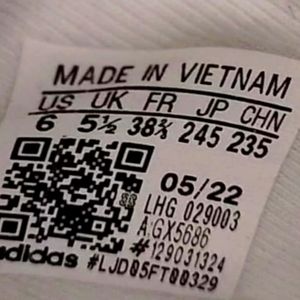 MADE IN VIETNAM
US UK FR JP CHN
6 5½ 38⅔ 245 235
05/22
LHG 029003
A:GX5686
#129031324
adidas #LJD05FT00329